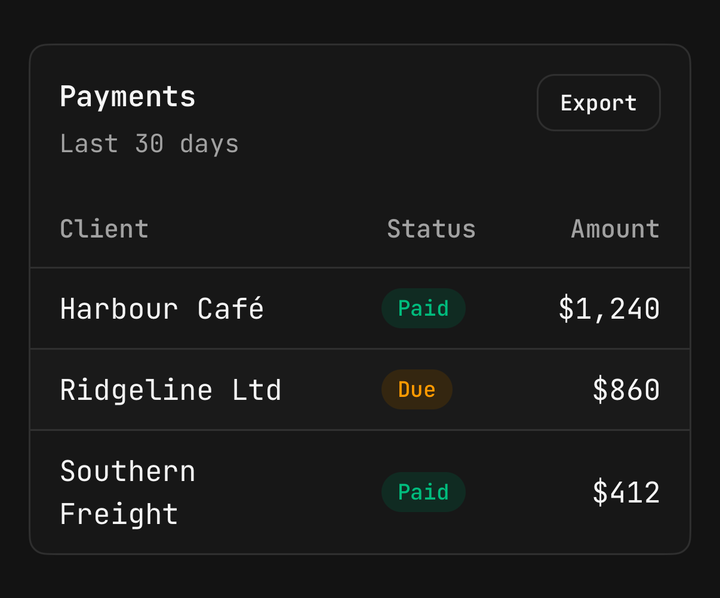 Payments
Export
Last 30 days
Client Status Amount
Harbour Café Paid $1,240
Ridgeline Ltd Due $860
Southern
Freight Paid $412